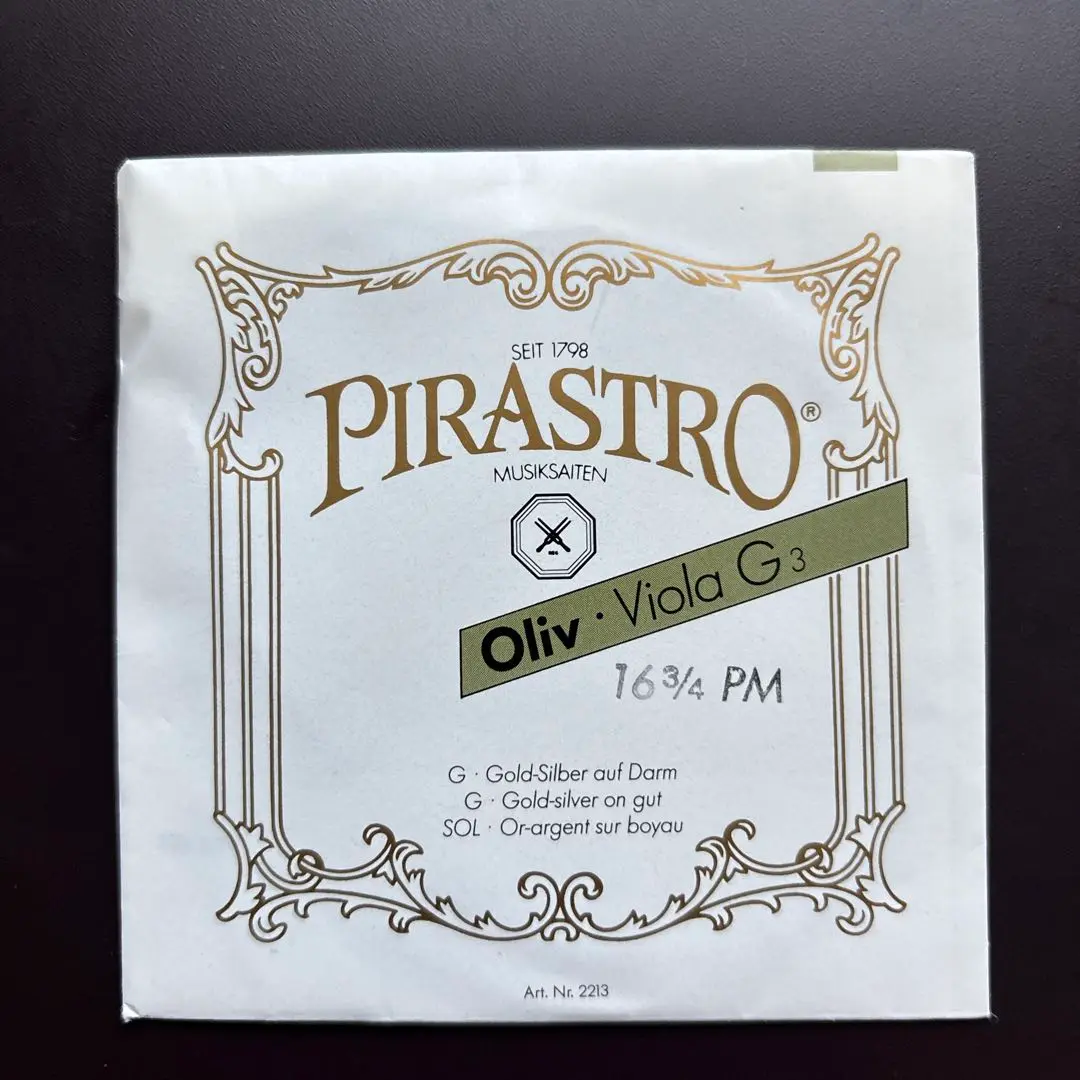 SEIT 1798
PIRASTRO®
MUSIKSAITEN
Oliv · Viola G3
16 3/4 PM
G · Gold-Silber auf Darm
G · Gold-silver on gut
SOL · Or-argent sur boyau
Art. Nr. 2213